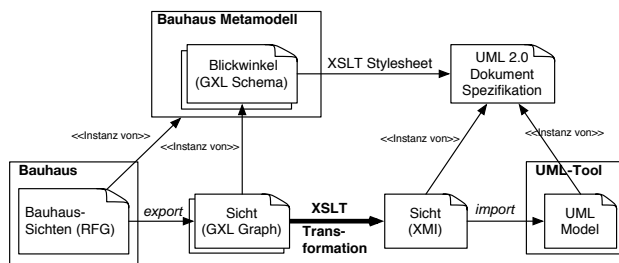 Bauhaus Metamodell
Blickwinkel
(GXL Schema)
XSLT Stylesheet
UML 2.0
Dokument
Spezifikation
<<Instanz von>>
<<Instanz von>>
<<Instanz von>>
<<Instanz von>>
Bauhaus
Bauhaus-
Sichten (RFG)
export
Sicht
(GXL Graph)
XSLT
Trans-
formation
Sicht
(XMI)
import
UML-Tool
UML
Model